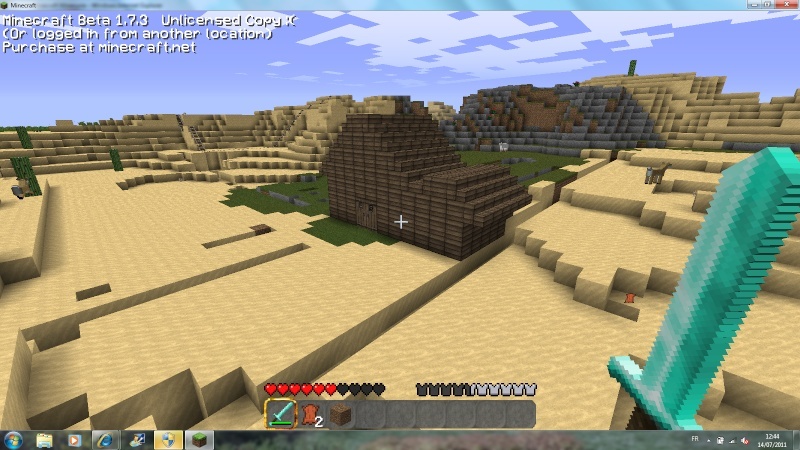 Minecraft
Minecraft Beta 1.7.3 Unlicensed Copy :(
(Or logged in from another location)
Purchase at minecraft.net
2
FR
12:44
14/07/2011